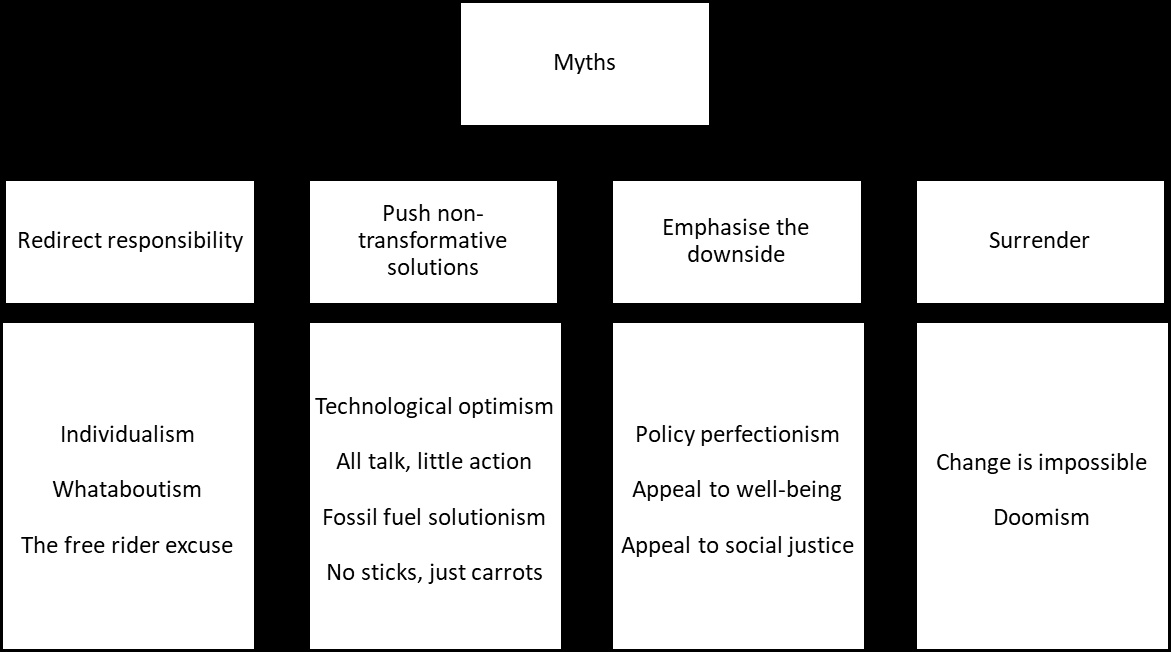 Myths
Redirect responsibility
Push non-
transformative
solutions
Emphasise the
downside
Surrender
Individualism
Whataboutism
The free rider excuse
Technological optimism
All talk, little action
Fossil fuel solutionism
No sticks, just carrots
Policy perfectionism
Appeal to well-being
Appeal to social justice
Change is impossible
Doomism